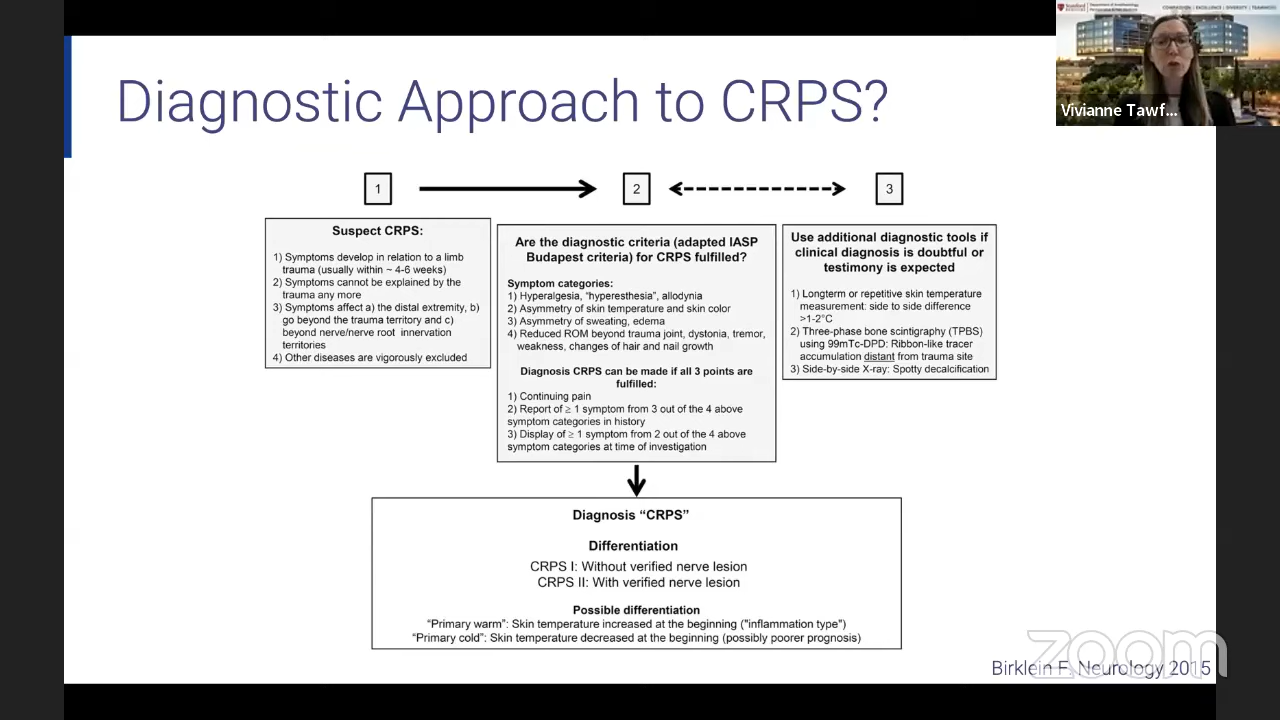 Diagnostic Approach to CRPS?
Stanford
COMPASSION | EXCELLENCE | DIVERSITY | TEAMWORK
Vivianne Tawf...
1
2
3
Suspect CRPS:
1) Symptoms develop in relation to a limb
trauma (usually within ~ 4-6 weeks)
2) Symptoms cannot be explained by the
trauma any more
3) Symptoms affect a) the distal extremity, b)
go beyond the trauma territory and c)
beyond nerve/nerve root innervation
territories
4) Other diseases are vigorously excluded
Are the diagnostic criteria (adapted IASP
Budapest criteria) for CRPS fulfilled?
Symptom categories:
1) Hyperalgesia, “hyperesthesia”, allodynia
2) Asymmetry of skin temperature and skin color
3) Asymmetry of sweating, edema
4) Reduced ROM beyond trauma joint, dystonia, tremor,
weakness, changes of hair and nail growth
Diagnosis CRPS can be made if all 3 points are
fulfilled:
1) Continuing pain
2) Report of ≥ 1 symptom from 3 out of the 4 above
symptom categories in history
3) Display of ≥ 1 symptom from 2 out of the 4 above
symptom categories at time of investigation
Use additional diagnostic tools if
clinical diagnosis is doubtful or
testimony is expected
1) Longterm or repetitive skin temperature
measurement: side to side difference
>1-2°C
2) Three-phase bone scintigraphy (TPBS)
using 99mTc-DPD: Ribbon-like tracer
accumulation distant from trauma site
3) Side-by-side X-ray: Spotty decalcification
Diagnosis “CRPS”
Differentiation
CRPS I: Without verified nerve lesion
CRPS II: With verified nerve lesion
Possible differentiation
“Primary warm”: Skin temperature increased at the beginning ("inflammation type”)
“Primary cold”: Skin temperature decreased at the beginning (possibly poorer prognosis)
zoom
Birklein F. Neurology 2015